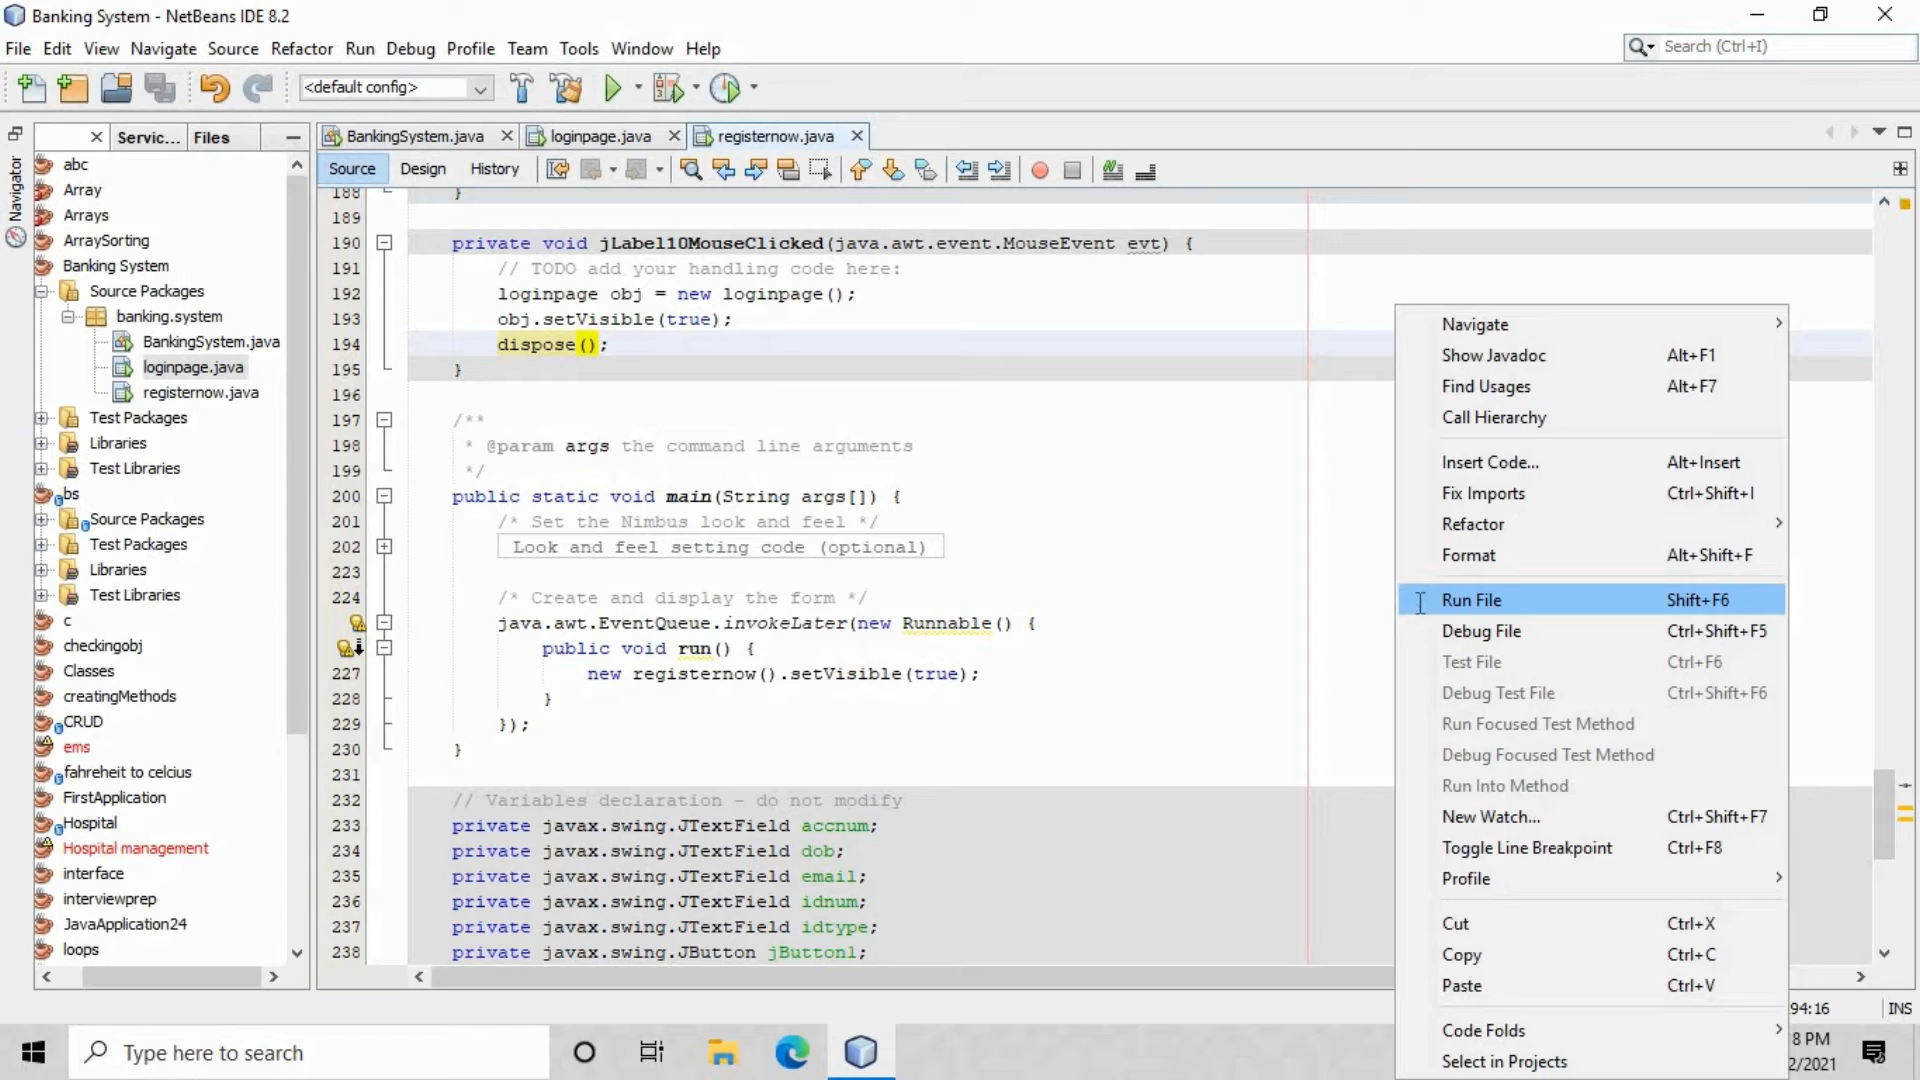 Banking System - NetBeans IDE 8.2
File Edit View Navigate Source Refactor Run Debug Profile Team Tools Window Help
Search (Ctrl+I)
<default config>
Servic... Files
BankingSystem.java loginpage.java registernow.java
Source Design History
Navigator
abc
Array
Arrays
ArraySorting
Banking System
Source Packages
banking.system
BankingSystem.java
loginpage.java
registernow.java
Test Packages
Libraries
Test Libraries
bs
Source Packages
Test Packages
Libraries
Test Libraries
c
checkingobj
Classes
creatingMethods
CRUD
ems
fahreheit to celcius
FirstApplication
Hospital
Hospital management
interface
interviewprep
JavaApplication24
loops
188 }
189
190 private void jLabel10MouseClicked(java.awt.event.MouseEvent evt) {
191 // TODO add your handling code here:
192 loginpage obj = new loginpage();
193 obj.setVisible(true);
194 dispose();
195 }
196
197 /**
198 * @param args the command line arguments
199 */
200 public static void main(String args[]) {
201 /* Set the Nimbus look and feel */
202 Look and feel setting code (optional)
223
224 /* Create and display the form */
java.awt.EventQueue.invokeLater(new Runnable() {
public void run() {
227 new registernow().setVisible(true);
228 }
229 });
230 }
231
232 // Variables declaration - do not modify
233 private javax.swing.JTextField accnum;
234 private javax.swing.JTextField dob;
235 private javax.swing.JTextField email;
236 private javax.swing.JTextField idnum;
237 private javax.swing.JTextField idtype;
238 private javax.swing.JButton jButton1;
Navigate
Show Javadoc Alt+F1
Find Usages Alt+F7
Call Hierarchy
Insert Code... Alt+Insert
Fix Imports Ctrl+Shift+I
Refactor
Format Alt+Shift+F
Run File Shift+F6
Debug File Ctrl+Shift+F5
Test File Ctrl+F6
Debug Test File Ctrl+Shift+F6
Run Focused Test Method
Debug Focused Test Method
Run Into Method
New Watch... Ctrl+Shift+F7
Toggle Line Breakpoint Ctrl+F8
Profile
Cut Ctrl+X
Copy Ctrl+C
Paste Ctrl+V
Code Folds
Select in Projects
94:16 INS
Type here to search
8 PM
2/2021